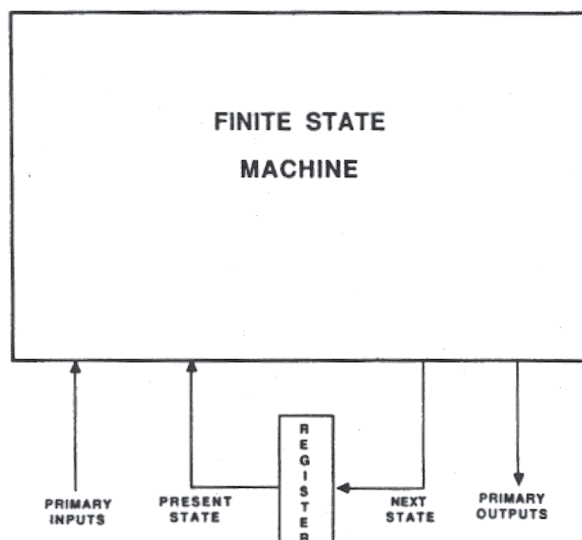 FINITE STATE
MACHINE
REGISTER
PRIMARY
INPUTS
PRESENT
STATE
NEXT
STATE
PRIMARY
OUTPUTS